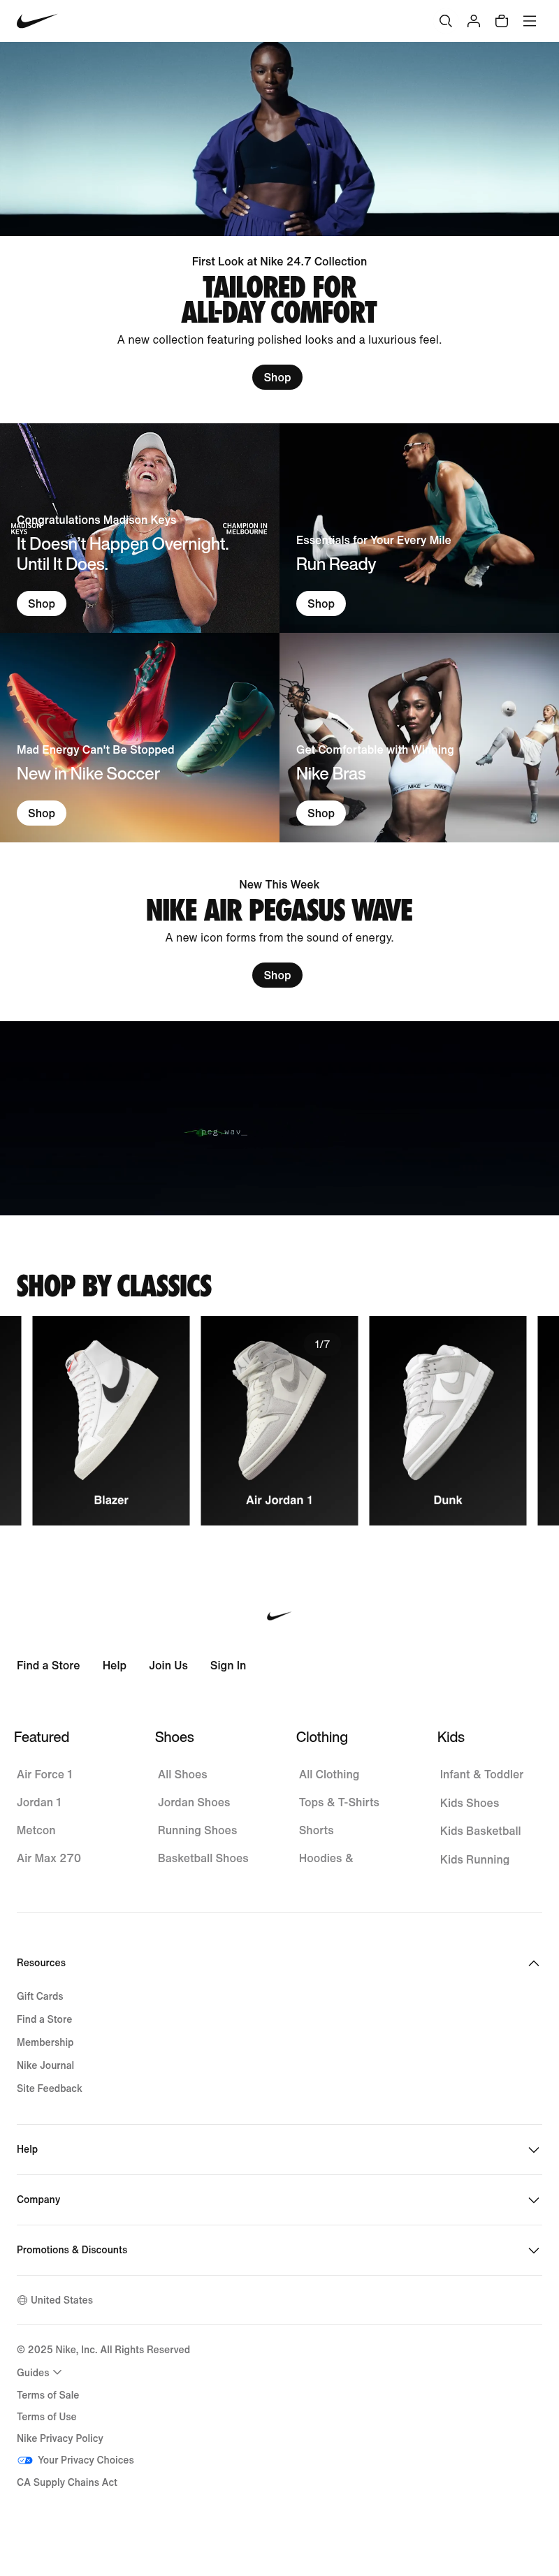 First Look at Nike 24.7 Collection
TAILORED FOR
ALL-DAY COMFORT
A new collection featuring polished looks and a luxurious feel.
Shop
MADISON
KEYS
CHAMPION IN
MELBOURNE
Congratulations Madison Keys
It Doesn't Happen Overnight.
Until It Does.
Shop
Essentials for Your Every Mile
Run Ready
Shop
Mad Energy Can't Be Stopped
New in Nike Soccer
Shop
Get Comfortable with Winning
Nike Bras
NIKE
NIKE
Shop
New This Week
NIKE AIR PEGASUS WAVE
A new icon forms from the sound of energy.
Shop
peg_wav_
SHOP BY CLASSICS
1/7
Blazer
Air Jordan 1
Dunk
Find a Store
Help
Join Us
Sign In
Featured
Air Force 1
Jordan 1
Metcon
Air Max 270
Shoes
All Shoes
Jordan Shoes
Running Shoes
Basketball Shoes
Clothing
All Clothing
Tops & T-Shirts
Shorts
Hoodies &
Kids
Infant & Toddler
Kids Shoes
Kids Basketball
Kids Running
Resources
Gift Cards
Find a Store
Membership
Nike Journal
Site Feedback
Help
Company
Promotions & Discounts
United States
© 2025 Nike, Inc. All Rights Reserved
Guides
Terms of Sale
Terms of Use
Nike Privacy Policy
Your Privacy Choices
CA Supply Chains Act